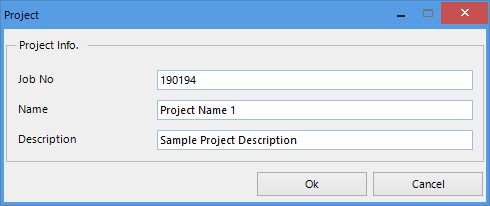 Project
Project Info.
Job No 190194
Name Project Name 1
Description Sample Project Description
Ok Cancel